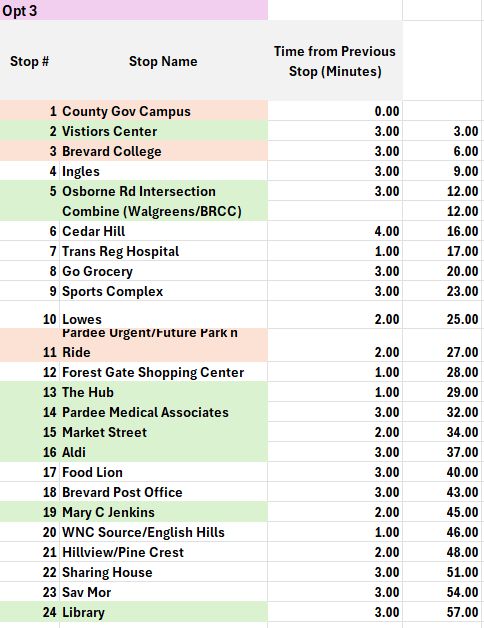 Opt 3
Stop # Stop Name Time from Previous
Stop (Minutes)
1 County Gov Campus 0.00
2 Vistiors Center 3.00 3.00
3 Brevard College 3.00 6.00
4 Ingles 3.00 9.00
5 Osborne Rd Intersection 3.00 12.00
Combine (Walgreens/BRCC) 12.00
6 Cedar Hill 4.00 16.00
7 Trans Reg Hospital 1.00 17.00
8 Go Grocery 3.00 20.00
9 Sports Complex 3.00 23.00
10 Lowes 2.00 25.00
Pardee Urgent/Future Park n
11 Ride 2.00 27.00
12 Forest Gate Shopping Center 1.00 28.00
13 The Hub 1.00 29.00
14 Pardee Medical Associates 3.00 32.00
15 Market Street 2.00 34.00
16 Aldi 3.00 37.00
17 Food Lion 3.00 40.00
18 Brevard Post Office 3.00 43.00
19 Mary C Jenkins 2.00 45.00
20 WNC Source/English Hills 1.00 46.00
21 Hillview/Pine Crest 2.00 48.00
22 Sharing House 3.00 51.00
23 Sav Mor 3.00 54.00
24 Library 3.00 57.00